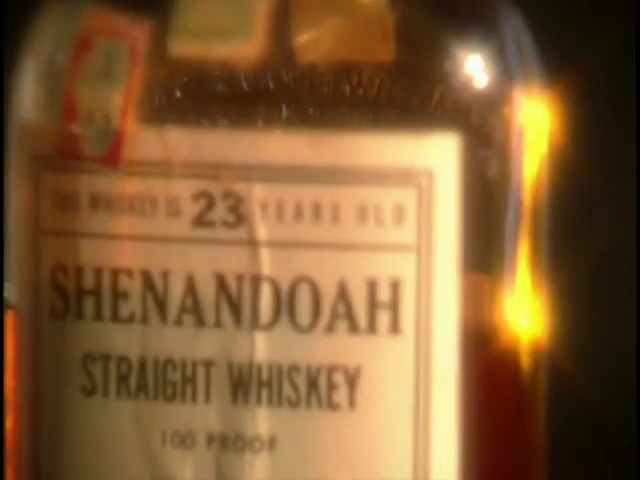 THIS WHISKEY IS 23 YEARS OLD
SHENANDOAH
STRAIGHT WHISKEY
100 PROOF